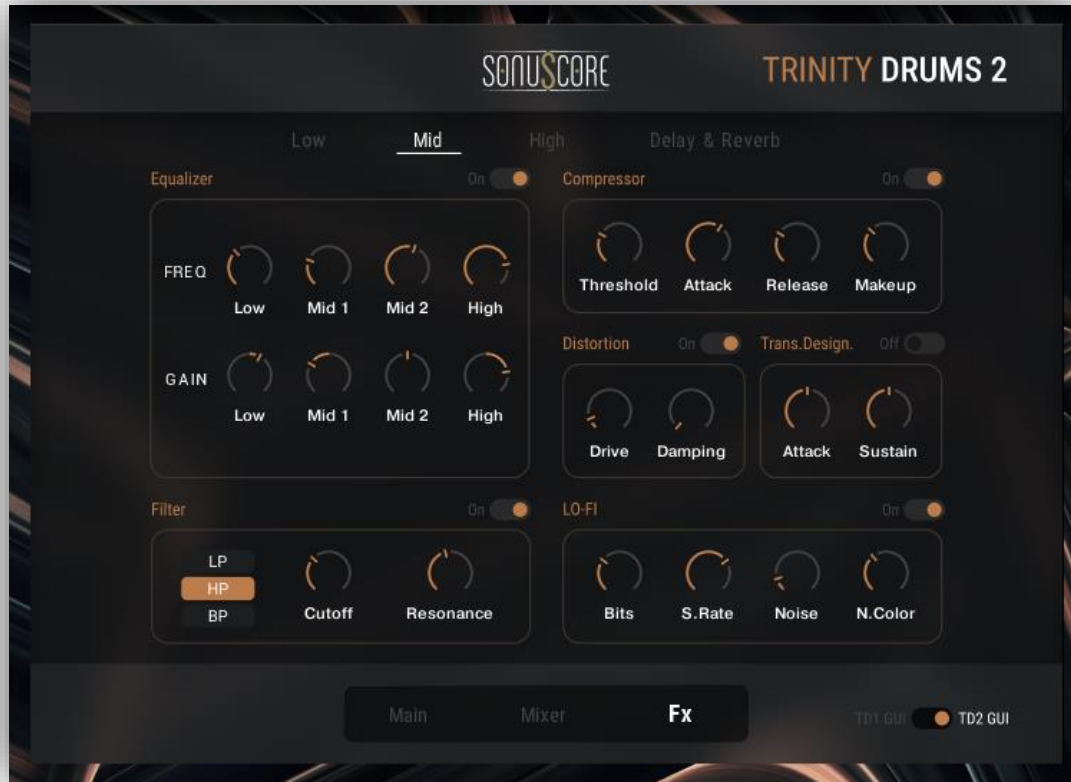 SONUSCORE
TRINITY DRUMS 2
Low Mid High Delay & Reverb
Equalizer On
FREQ
Low Mid 1 Mid 2 High
GAIN
Low Mid 1 Mid 2 High
Compressor On
Threshold Attack Release Makeup
Distortion On
Drive Damping
Trans.Design. Off
Attack Sustain
Filter On
LP
HP
BP
Cutoff Resonance
LO-FI On
Bits S.Rate Noise N.Color
Main Mixer Fx
TD1 GUI TD2 GUI